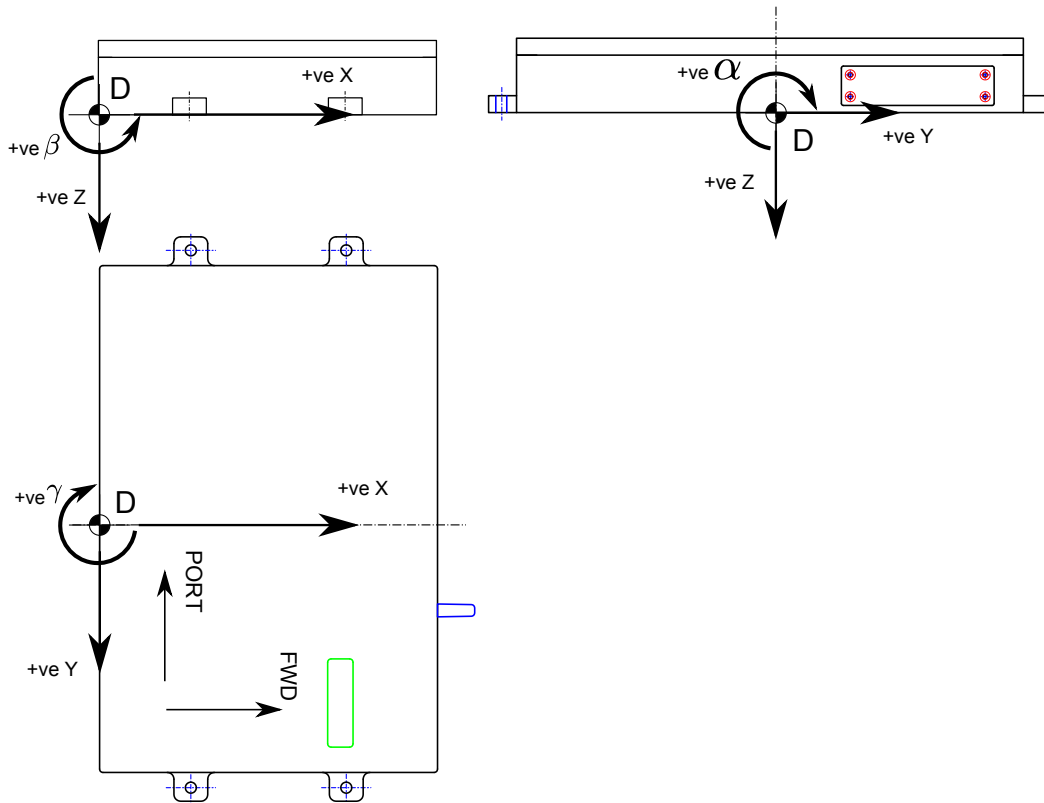 D
+ve X
+ve β
+ve Z
+ve α
D
+ve Y
+ve Z
+ve γ
D
+ve X
PORT
+ve Y
FWD